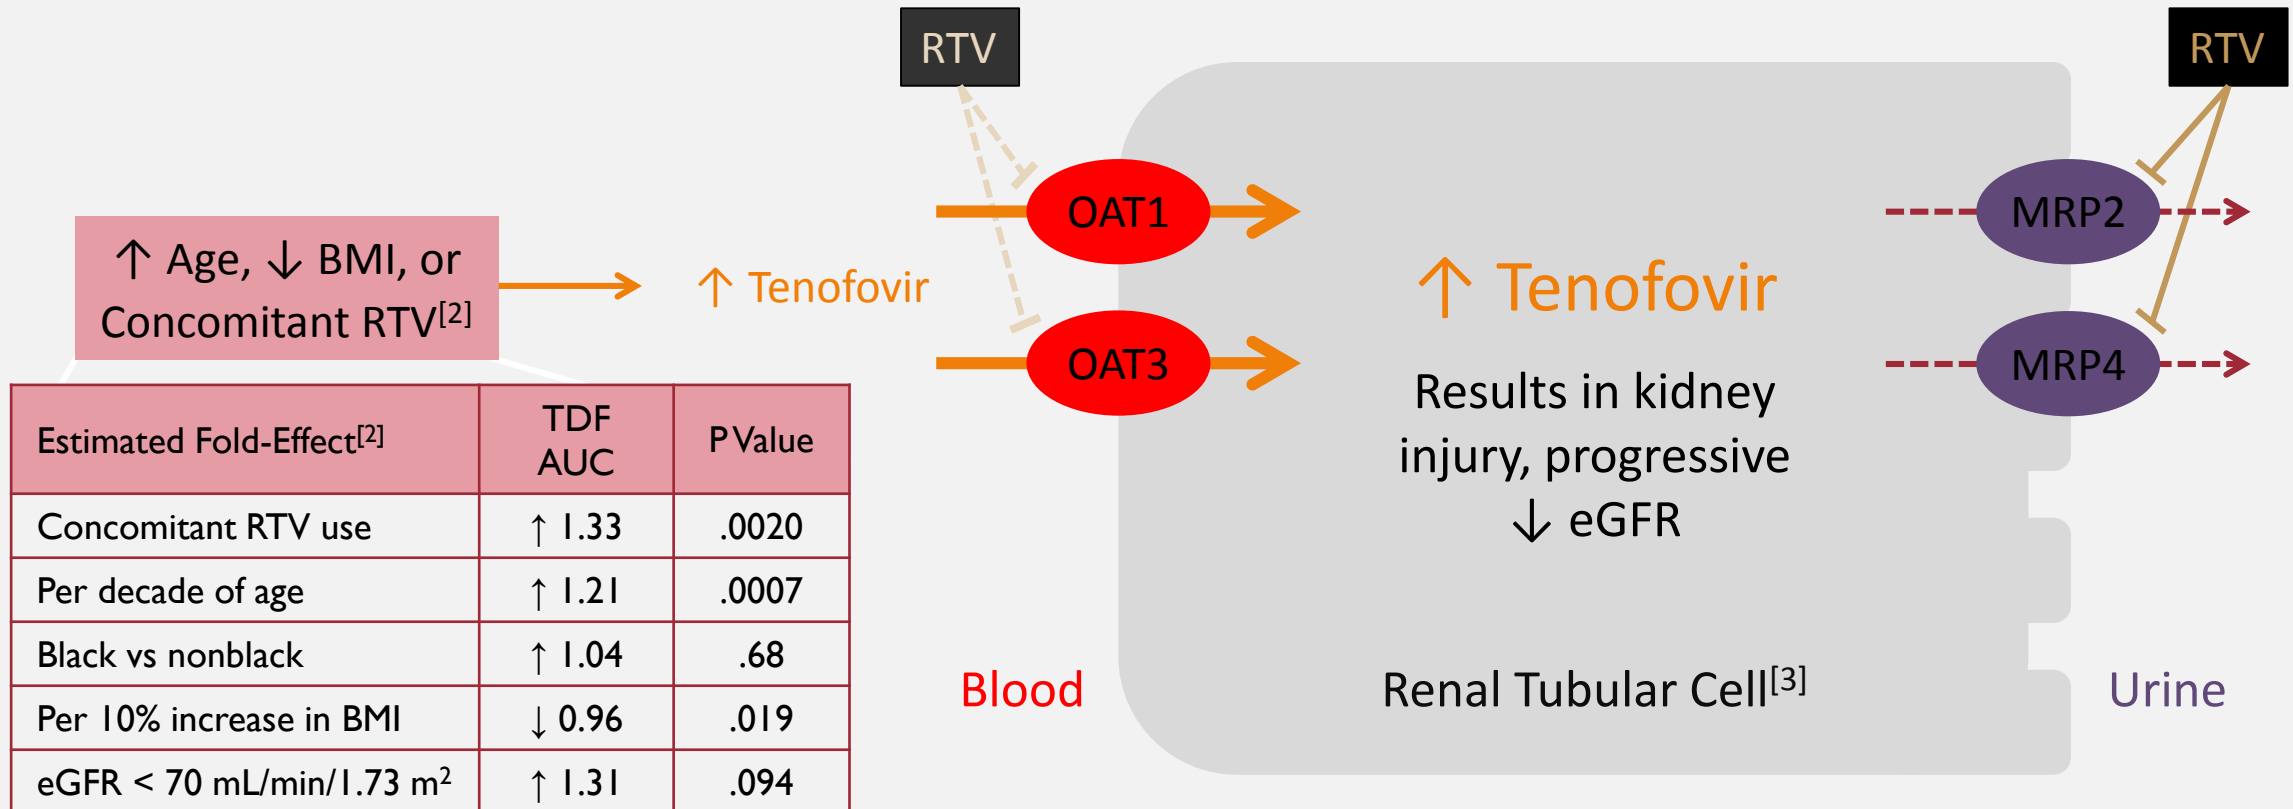 RTV
RTV
OAT1
MRP2
↑ Age, ↓ BMI, or
Concomitant RTV[2]
↑ Tenofovir
↑ Tenofovir
OAT3
MRP4
Results in kidney
injury, progressive
↓ eGFR
Estimated Fold-Effect[2]
TDF
AUC
P Value
Concomitant RTV use
↑ 1.33
.0020
Per decade of age
↑ 1.21
.0007
Black vs nonblack
↑ 1.04
.68
Per 10% increase in BMI
↓ 0.96
.019
eGFR < 70 mL/min/1.73 m²
↑ 1.31
.094
Blood
Renal Tubular Cell[3]
Urine